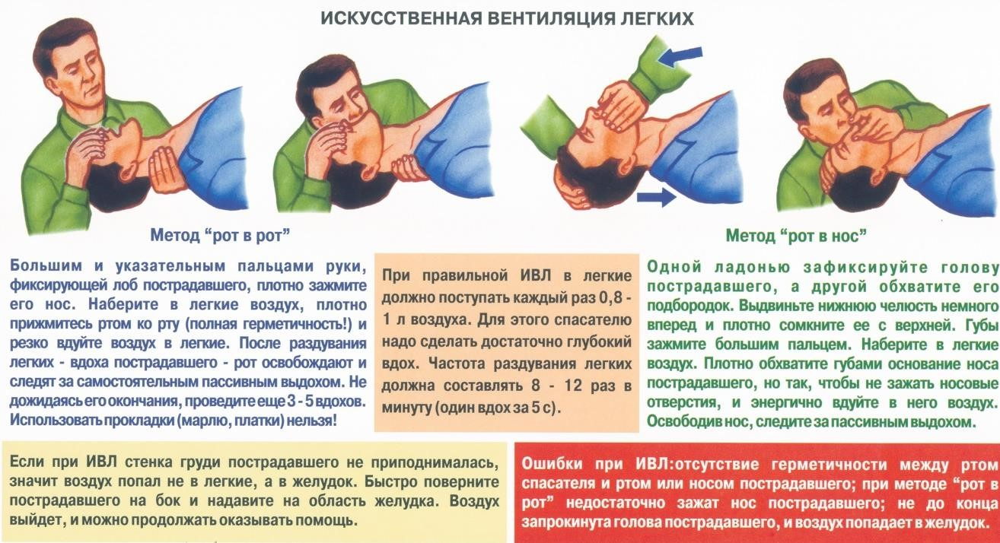 ИСКУССТВЕННАЯ ВЕНТИЛЯЦИЯ ЛЕГКИХ
Метод “рот в рот”
Большим и указательным пальцами руки,
фиксирующей лоб пострадавшего, плотно зажмите
его нос. Наберите в легкие воздух, плотно
прижмитесь ртом ко рту (полная герметичность!) и
резко вдуйте воздух в легкие. После раздувания
легких - вдоха пострадавшего - рот освобождают и
следят за самостоятельным пассивным выдохом. Не
дожидаясь его окончания, проведите еще 3 - 5 вдохов.
Использовать прокладки (марлю, платки) нельзя!
При правильной ИВЛ в легкие
должно поступать каждый раз 0,8 -
1 л воздуха. Для этого спасателю
надо сделать достаточно глубокий
вдох. Частота раздувания легких
должна составлять 8 - 12 раз в
минуту (один вдох за 5 с).
Метод “рот в нос”
Одной ладонью зафиксируйте голову
пострадавшего, а другой обхватите его
подбородок. Выдвиньте нижнюю челюсть немного
вперед и плотно сомкните ее с верхней. Губы
зажмите большим пальцем. Наберите в легкие
воздух. Плотно обхватите губами основание носа
пострадавшего, но так, чтобы не зажать носовые
отверстия, и энергично вдуйте в него воздух.
Освободив нос, следите за пассивным выдохом.
Если при ИВЛ стенка груди пострадавшего не приподнималась,
значит воздух попал не в легкие, а в желудок. Быстро поверните
пострадавшего на бок и надавите на область желудка. Воздух
выйдет, и можно продолжать оказывать помощь.
Ошибки при ИВЛ:отсутствие герметичности между ртом
спасателя и ртом или носом пострадавшего; при методе “рот в
рот” недостаточно зажат нос пострадавшего; не до конца
запрокинута голова пострадавшего, и воздух попадает в желудок.